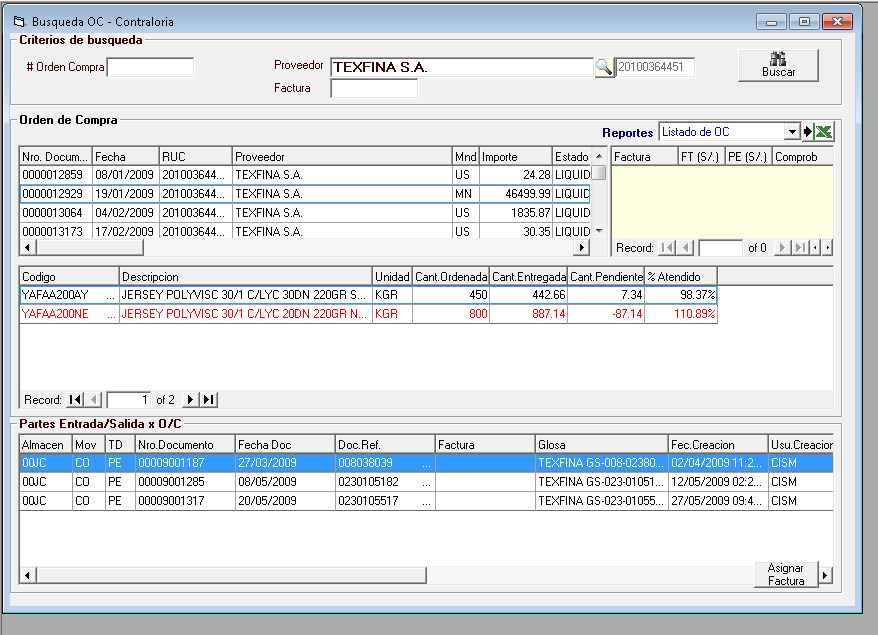 Busqueda OC - Contraloria
Criterios de busqueda
# Orden Compra
Proveedor TEXFINA S.A. 20100364451
Factura
Buscar
Orden de Compra
Reportes Listado de OC
Nro. Docum... Fecha RUC Proveedor Mnd Importe Estado
0000012859 08/01/2009 201003644... TEXFINA S.A. US 24.28 LIQUID
0000012929 19/01/2009 201003644... TEXFINA S.A. MN 46499.99 LIQUID
0000013064 04/02/2009 201003644... TEXFINA S.A. US 1835.87 LIQUID
0000013173 17/02/2009 201003644... TEXFINA S.A. US 30.35 LIQUID
Factura FT (S/.) PE (S/.) Comprob
Record: of 0
Codigo Descripcion Unidad Cant.Ordenada Cant.Entregada Cant.Pendiente % Atendido
YAFAA200AY ... JERSEY POLYVISC 30/1 C/LYC 30DN 220GR S... KGR 450 442.66 7.34 98.37%
YAFAA200NE ... JERSEY POLYVISC 30/1 C/LYC 20DN 220GR N... KGR 800 887.14 -87.14 110.89%
Record: 1 of 2
Partes Entrada/Salida x O/C
Almacen Mov TD Nro.Documento Fecha Doc Doc.Ref. Factura Glosa Fec.Creacion Usu.Creacion
00JC CO PE 00009001187 27/03/2009 008038039 ... TEXFINA GS-008-02380... 02/04/2009 11:2... CISM
00JC CO PE 00009001285 08/05/2009 0230105182 ... TEXFINA GS-023-01051... 12/05/2009 02:2... CISM
00JC CO PE 00009001317 20/05/2009 0230105517 ... TEXFINA GS-023-01055... 27/05/2009 09:4... CISM
Asignar
Factura